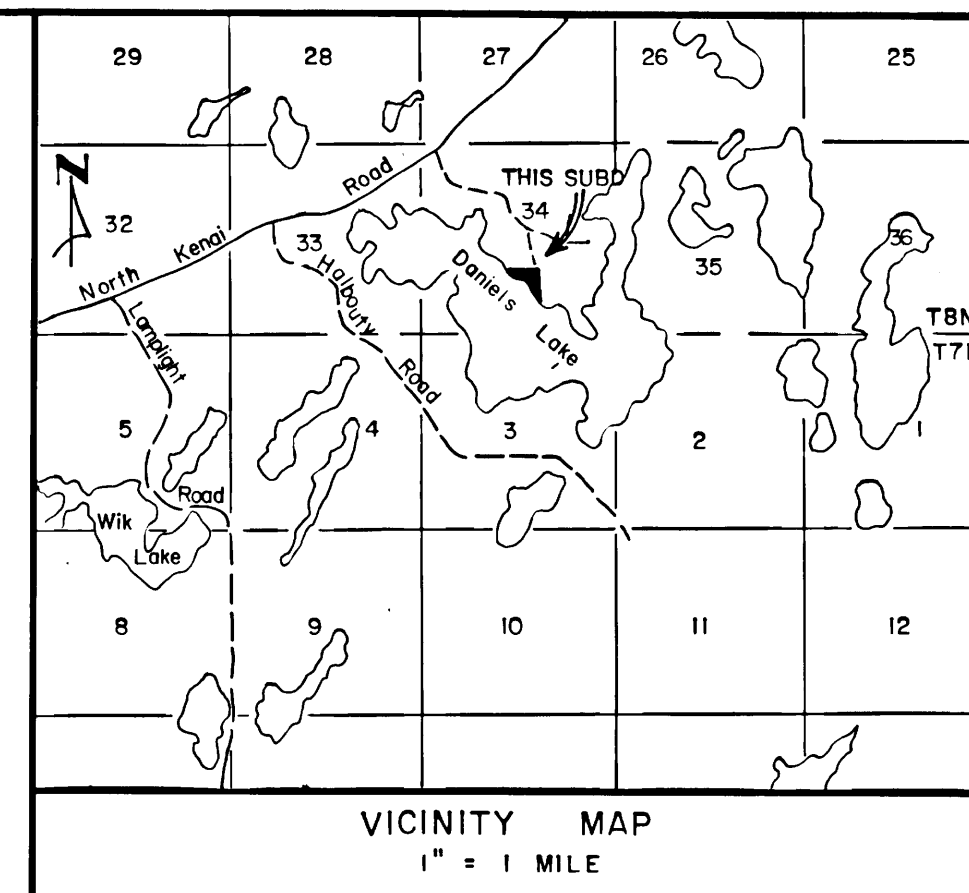 29 28 27 26 25
N
THIS SUBD
32 33 34 35 36
North Kenai Road
Daniels Lake
Halbouty Road
Lamplight Road
T8N
5 4 3 2 1
Wik
Lake
8 9 10 11 12
VICINITY MAP
1" = 1 MILE